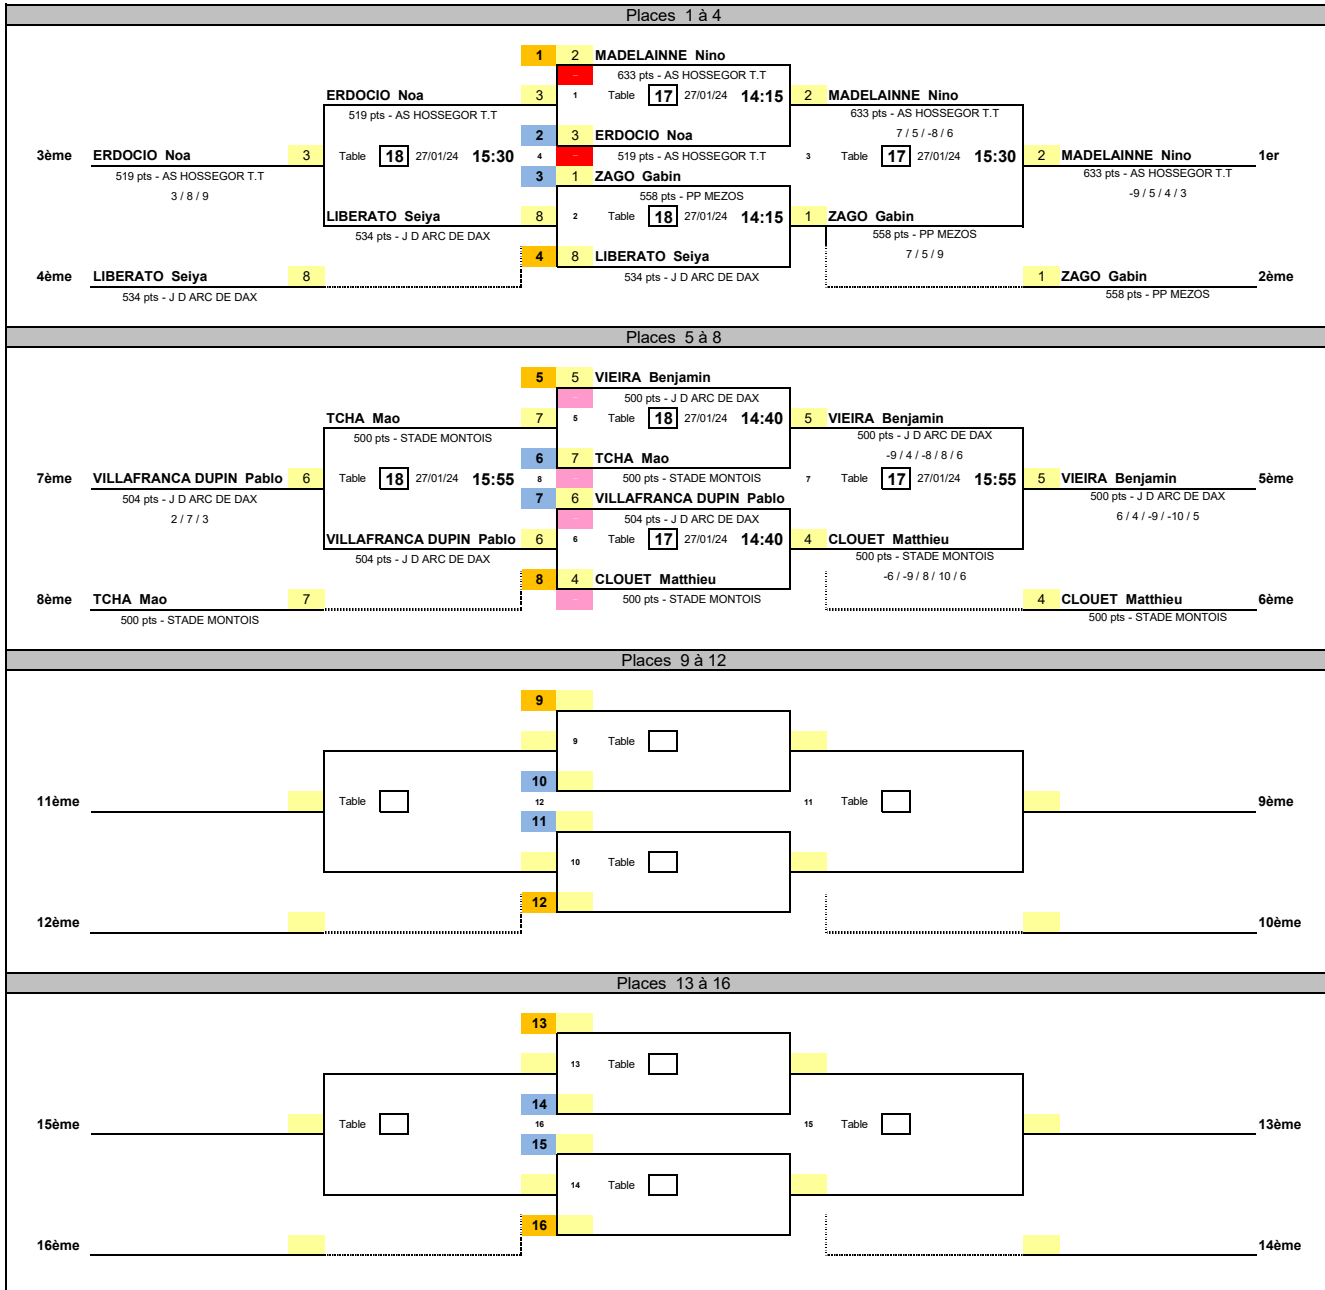 Places 1 à 4
1 2 MADELAINNE Nino
633 pts - AS HOSSEGOR T.T
ERDOCIO Noa 3 1 Table 17 27/01/24 14:15 2 MADELAINNE Nino
519 pts - AS HOSSEGOR T.T 633 pts - AS HOSSEGOR T.T
2 3 ERDOCIO Noa 7 / 5 / -8 / 6
3ème ERDOCIO Noa 3 Table 18 27/01/24 15:30 4 519 pts - AS HOSSEGOR T.T 3 Table 17 27/01/24 15:30 2 MADELAINNE Nino 1er
519 pts - AS HOSSEGOR T.T 3 1 ZAGO Gabin 633 pts - AS HOSSEGOR T.T
3 / 8 / 9 558 pts - PP MEZOS -9 / 5 / 4 / 3
LIBERATO Seiya 8 2 Table 18 27/01/24 14:15 1 ZAGO Gabin
534 pts - J D ARC DE DAX 558 pts - PP MEZOS
4 8 LIBERATO Seiya 7 / 5 / 9
4ème LIBERATO Seiya 8 534 pts - J D ARC DE DAX 1 ZAGO Gabin 2ème
534 pts - J D ARC DE DAX 558 pts - PP MEZOS
Places 5 à 8
5 5 VIEIRA Benjamin
500 pts - J D ARC DE DAX
TCHA Mao 7 5 Table 18 27/01/24 14:40 5 VIEIRA Benjamin
500 pts - STADE MONTOIS 500 pts - J D ARC DE DAX
6 7 TCHA Mao -9 / 4 / -8 / 8 / 6
7ème VILLAFRANCA DUPIN Pablo 6 Table 18 27/01/24 15:55 8 500 pts - STADE MONTOIS 7 Table 17 27/01/24 15:55 5 VIEIRA Benjamin 5ème
504 pts - J D ARC DE DAX 7 6 VILLAFRANCA DUPIN Pablo 500 pts - J D ARC DE DAX
2 / 7 / 3 504 pts - J D ARC DE DAX 6 / 4 / -9 / -10 / 5
VILLAFRANCA DUPIN Pablo 6 6 Table 17 27/01/24 14:40 4 CLOUET Matthieu
504 pts - J D ARC DE DAX 500 pts - STADE MONTOIS
8 4 CLOUET Matthieu -6 / -9 / 8 / 10 / 6
8ème TCHA Mao 7 500 pts - STADE MONTOIS 4 CLOUET Matthieu 6ème
500 pts - STADE MONTOIS 500 pts - STADE MONTOIS
Places 9 à 12
9
9 Table
10
11ème Table 12 11 Table 9ème
11
10 Table
12
12ème 10ème
Places 13 à 16
13
13 Table
14
15ème Table 16 15 Table 13ème
15
14 Table
16
16ème 14ème